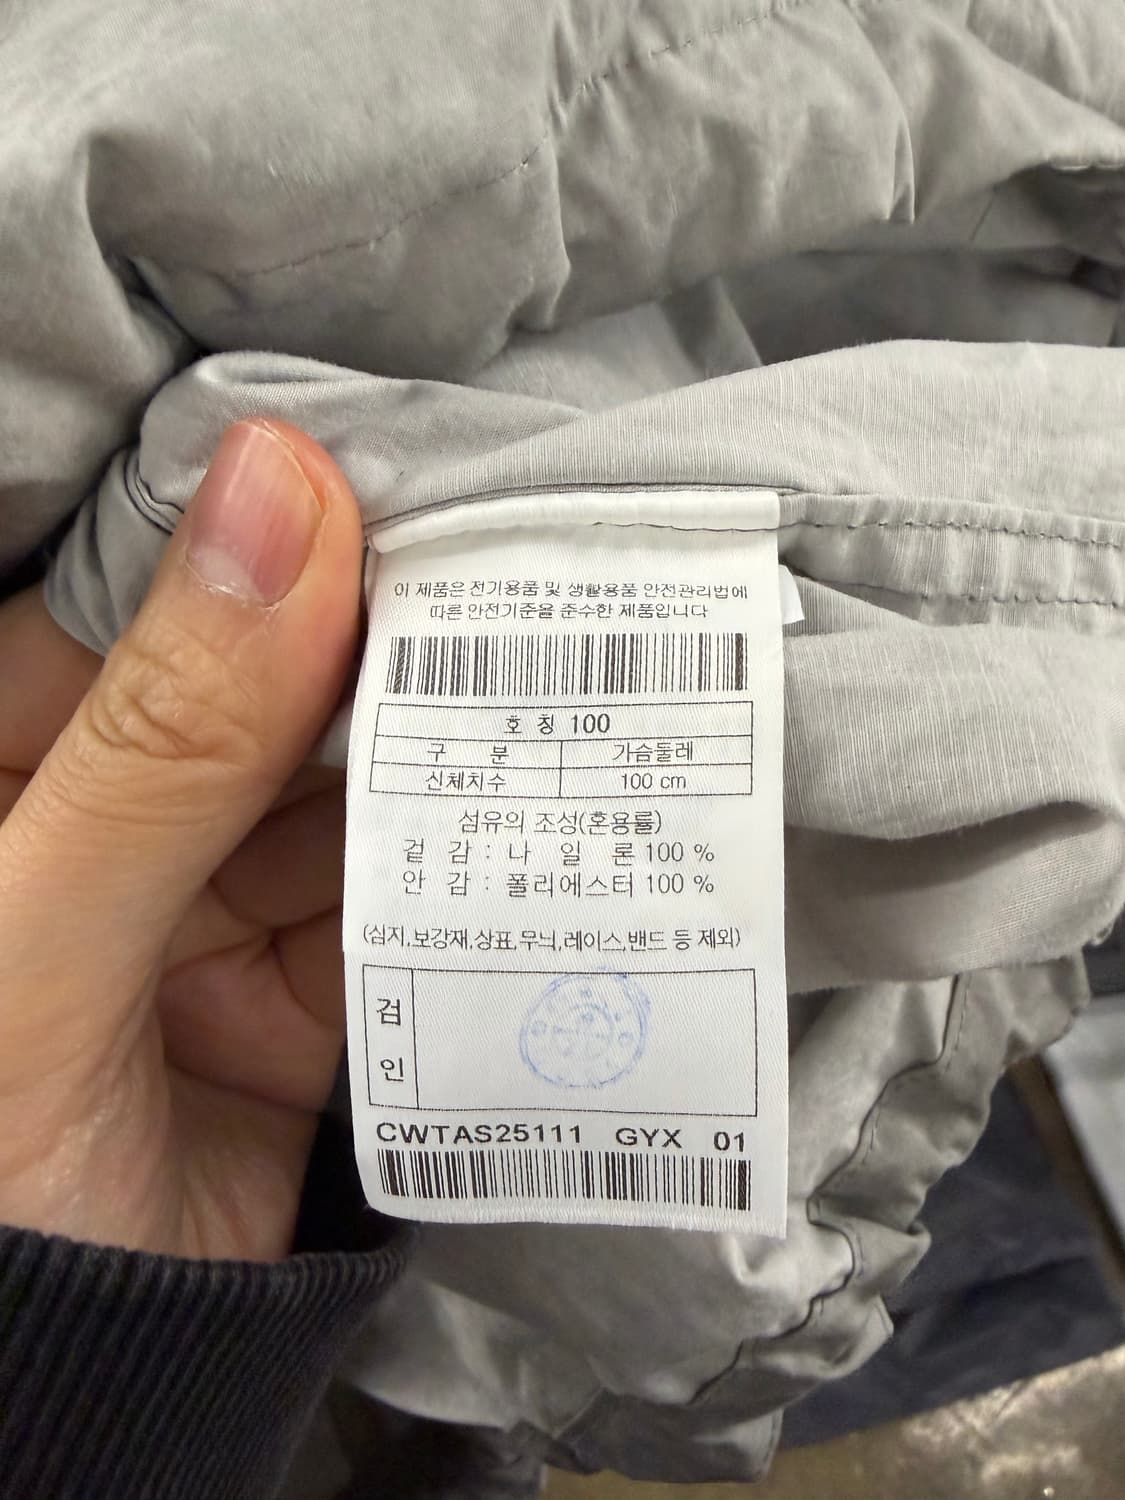 이 제품은 전기용품 및 생활용품 안전관리법에
따른 안전기준을 준수한 제품입니다
호 칭 100
구 분 가슴둘레
신체치수 100 cm
섬유의 조성(혼용률)
겉 감 : 나 일 론 100 %
안 감 : 폴리에스터 100 %
(심지,보강재,상표,무늬,레이스,밴드 등 제외)
검
인
CWTAS25111 GYX 01